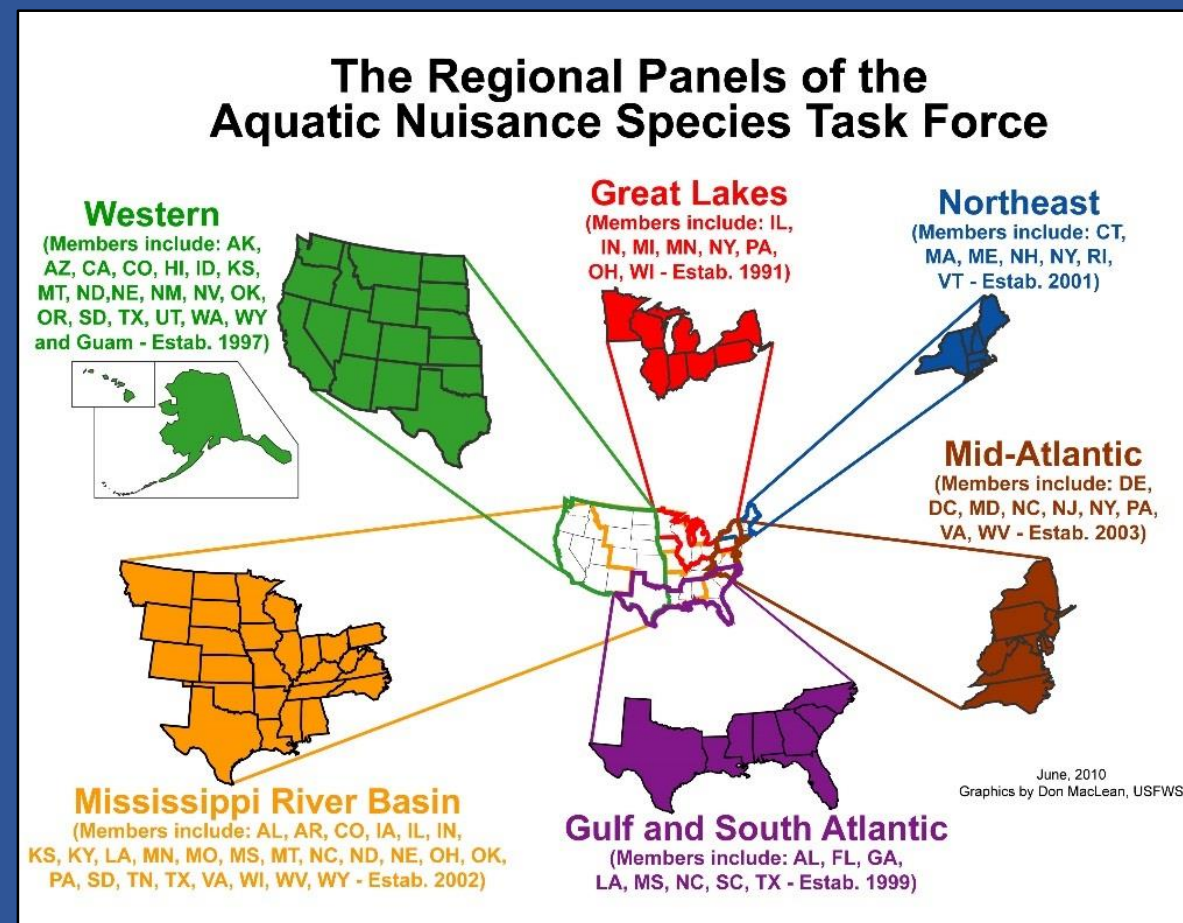 The Regional Panels of the
Aquatic Nuisance Species Task Force
Western
(Members include: AK,
AZ, CA, CO, HI, ID, KS,
MT, ND,NE, NM, NV, OK,
OR, SD, TX, UT, WA, WY
and Guam - Estab. 1997)
Great Lakes
(Members include: IL,
IN, MI, MN, NY, PA,
OH, WI - Estab. 1991)
Northeast
(Members include: CT,
MA, ME, NH, NY, RI,
VT - Estab. 2001)
Mid-Atlantic
(Members include: DE,
DC, MD, NC, NJ, NY, PA,
VA, WV - Estab. 2003)
Mississippi River Basin
(Members include: AL, AR, CO, IA, IL, IN,
KS, KY, LA, MN, MO, MS, MT, NC, ND, NE, OH, OK,
PA, SD, TN, TX, VA, WI, WV, WY - Estab. 2002)
Gulf and South Atlantic
(Members include: AL, FL, GA,
LA, MS, NC, SC, TX - Estab. 1999)
June, 2010
Graphics by Don MacLean, USFWS